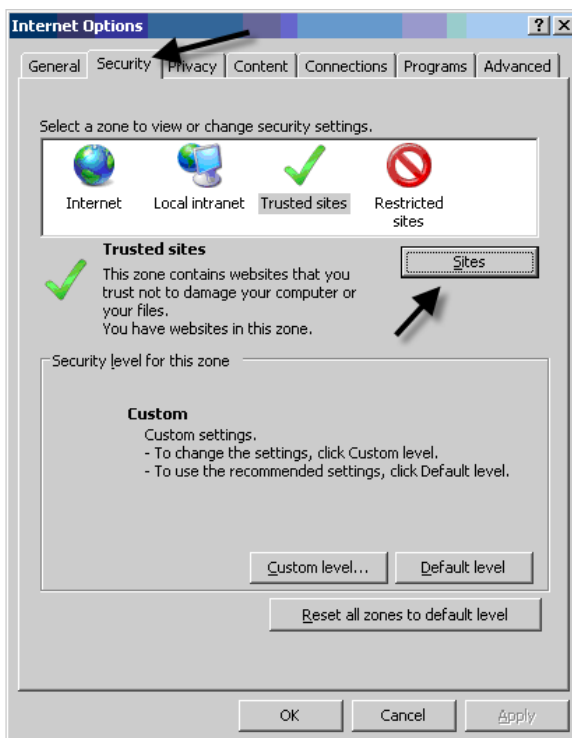 Internet Options
General Security Privacy Content Connections Programs Advanced
Select a zone to view or change security settings.
Internet Local intranet Trusted sites Restricted
sites
Trusted sites
Sites
This zone contains websites that you
trust not to damage your computer or
your files.
You have websites in this zone.
Security level for this zone
Custom
Custom settings.
- To change the settings, click Custom level.
- To use the recommended settings, click Default level.
Custom level... Default level
Reset all zones to default level
OK Cancel Apply